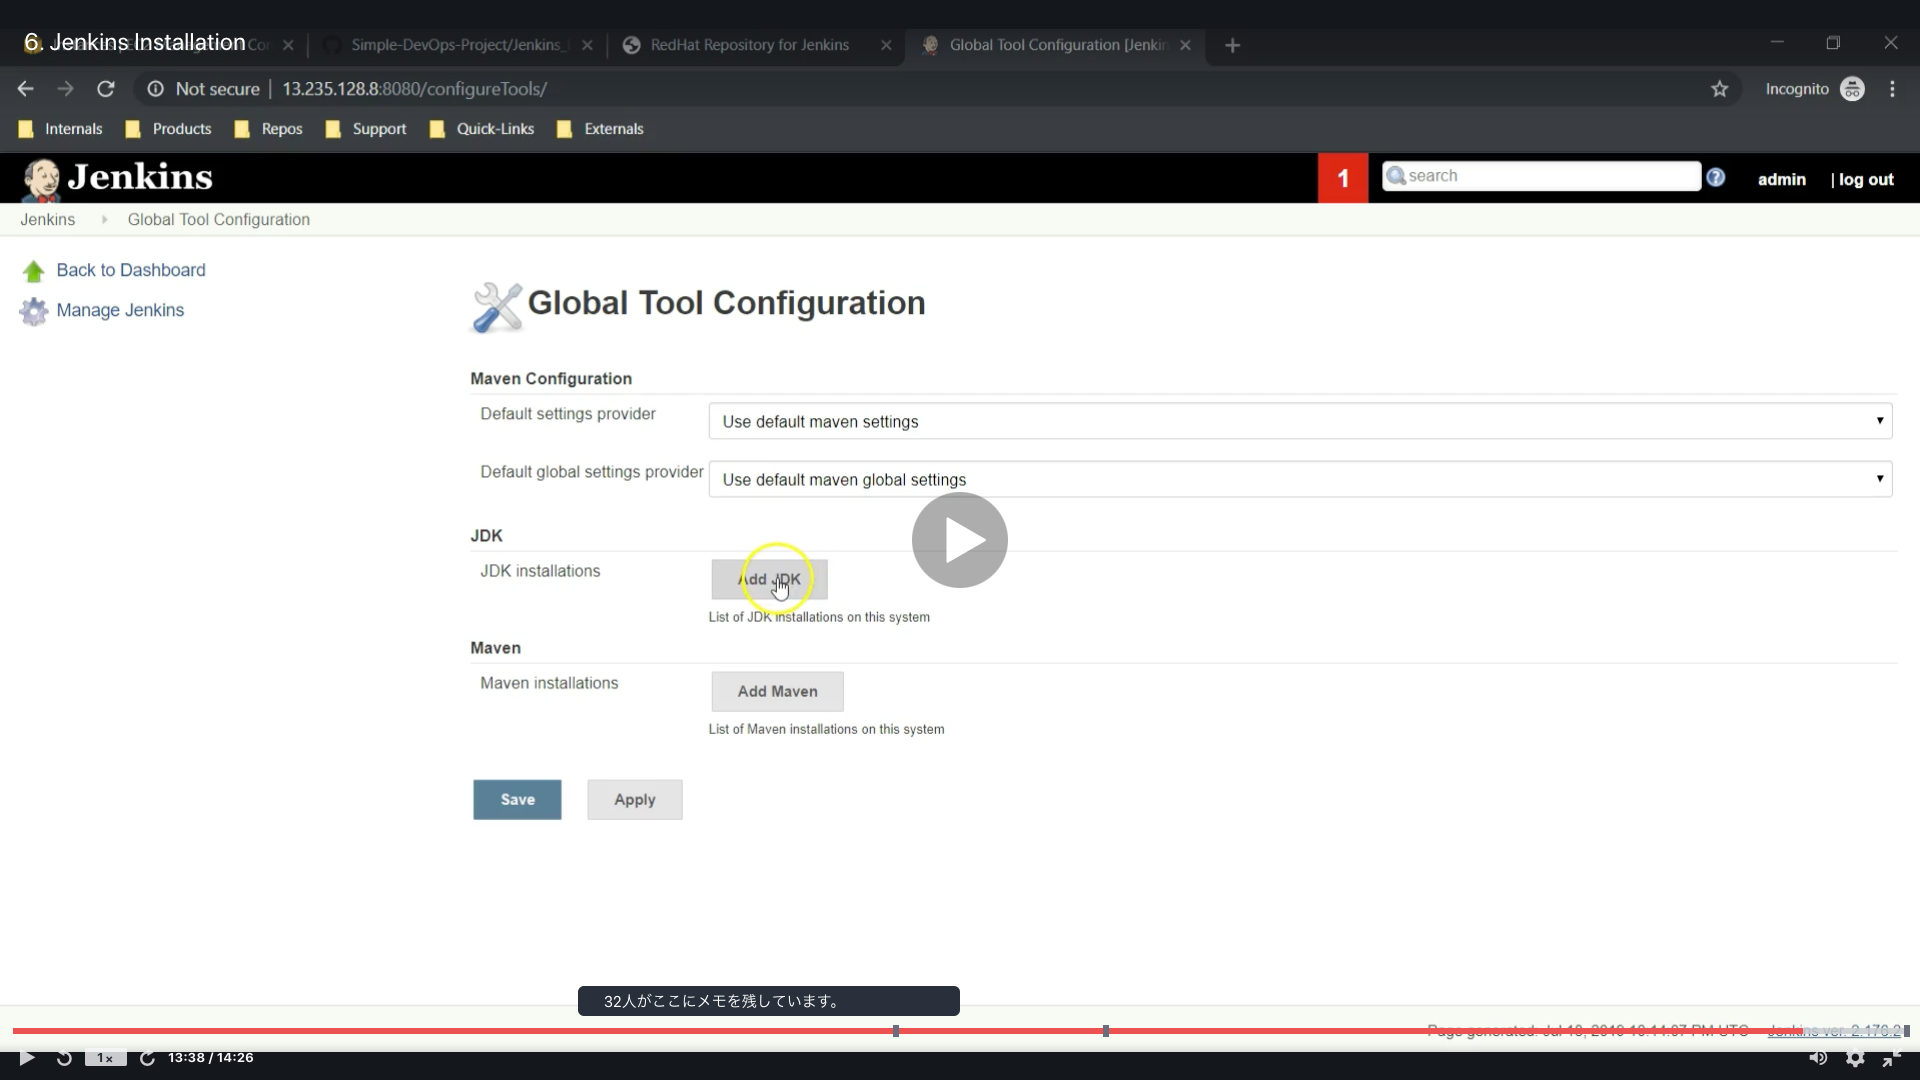 6. Jenkins Installation
Simple-DevOps-Project/Jenkins_
RedHat Repository for Jenkins
Global Tool Configuration [Jenkin
Not secure
13.235.128.8:8080/configureTools/
Incognito
Internals
Products
Repos
Support
Quick-Links
Externals
Jenkins
1
search
admin
| log out
Jenkins
Global Tool Configuration
Back to Dashboard
Manage Jenkins
Global Tool Configuration
Maven Configuration
Default settings provider
Use default maven settings
Default global settings provider
Use default maven global settings
JDK
JDK installations
Add JDK
List of JDK installations on this system
Maven
Maven installations
Add Maven
List of Maven installations on this system
Save
Apply
32人がここにメモを残しています。
Page generated: Jul 18, 2019
PM UTC
Jenkins ver. 2.176.2
1x
13:38 / 14:26